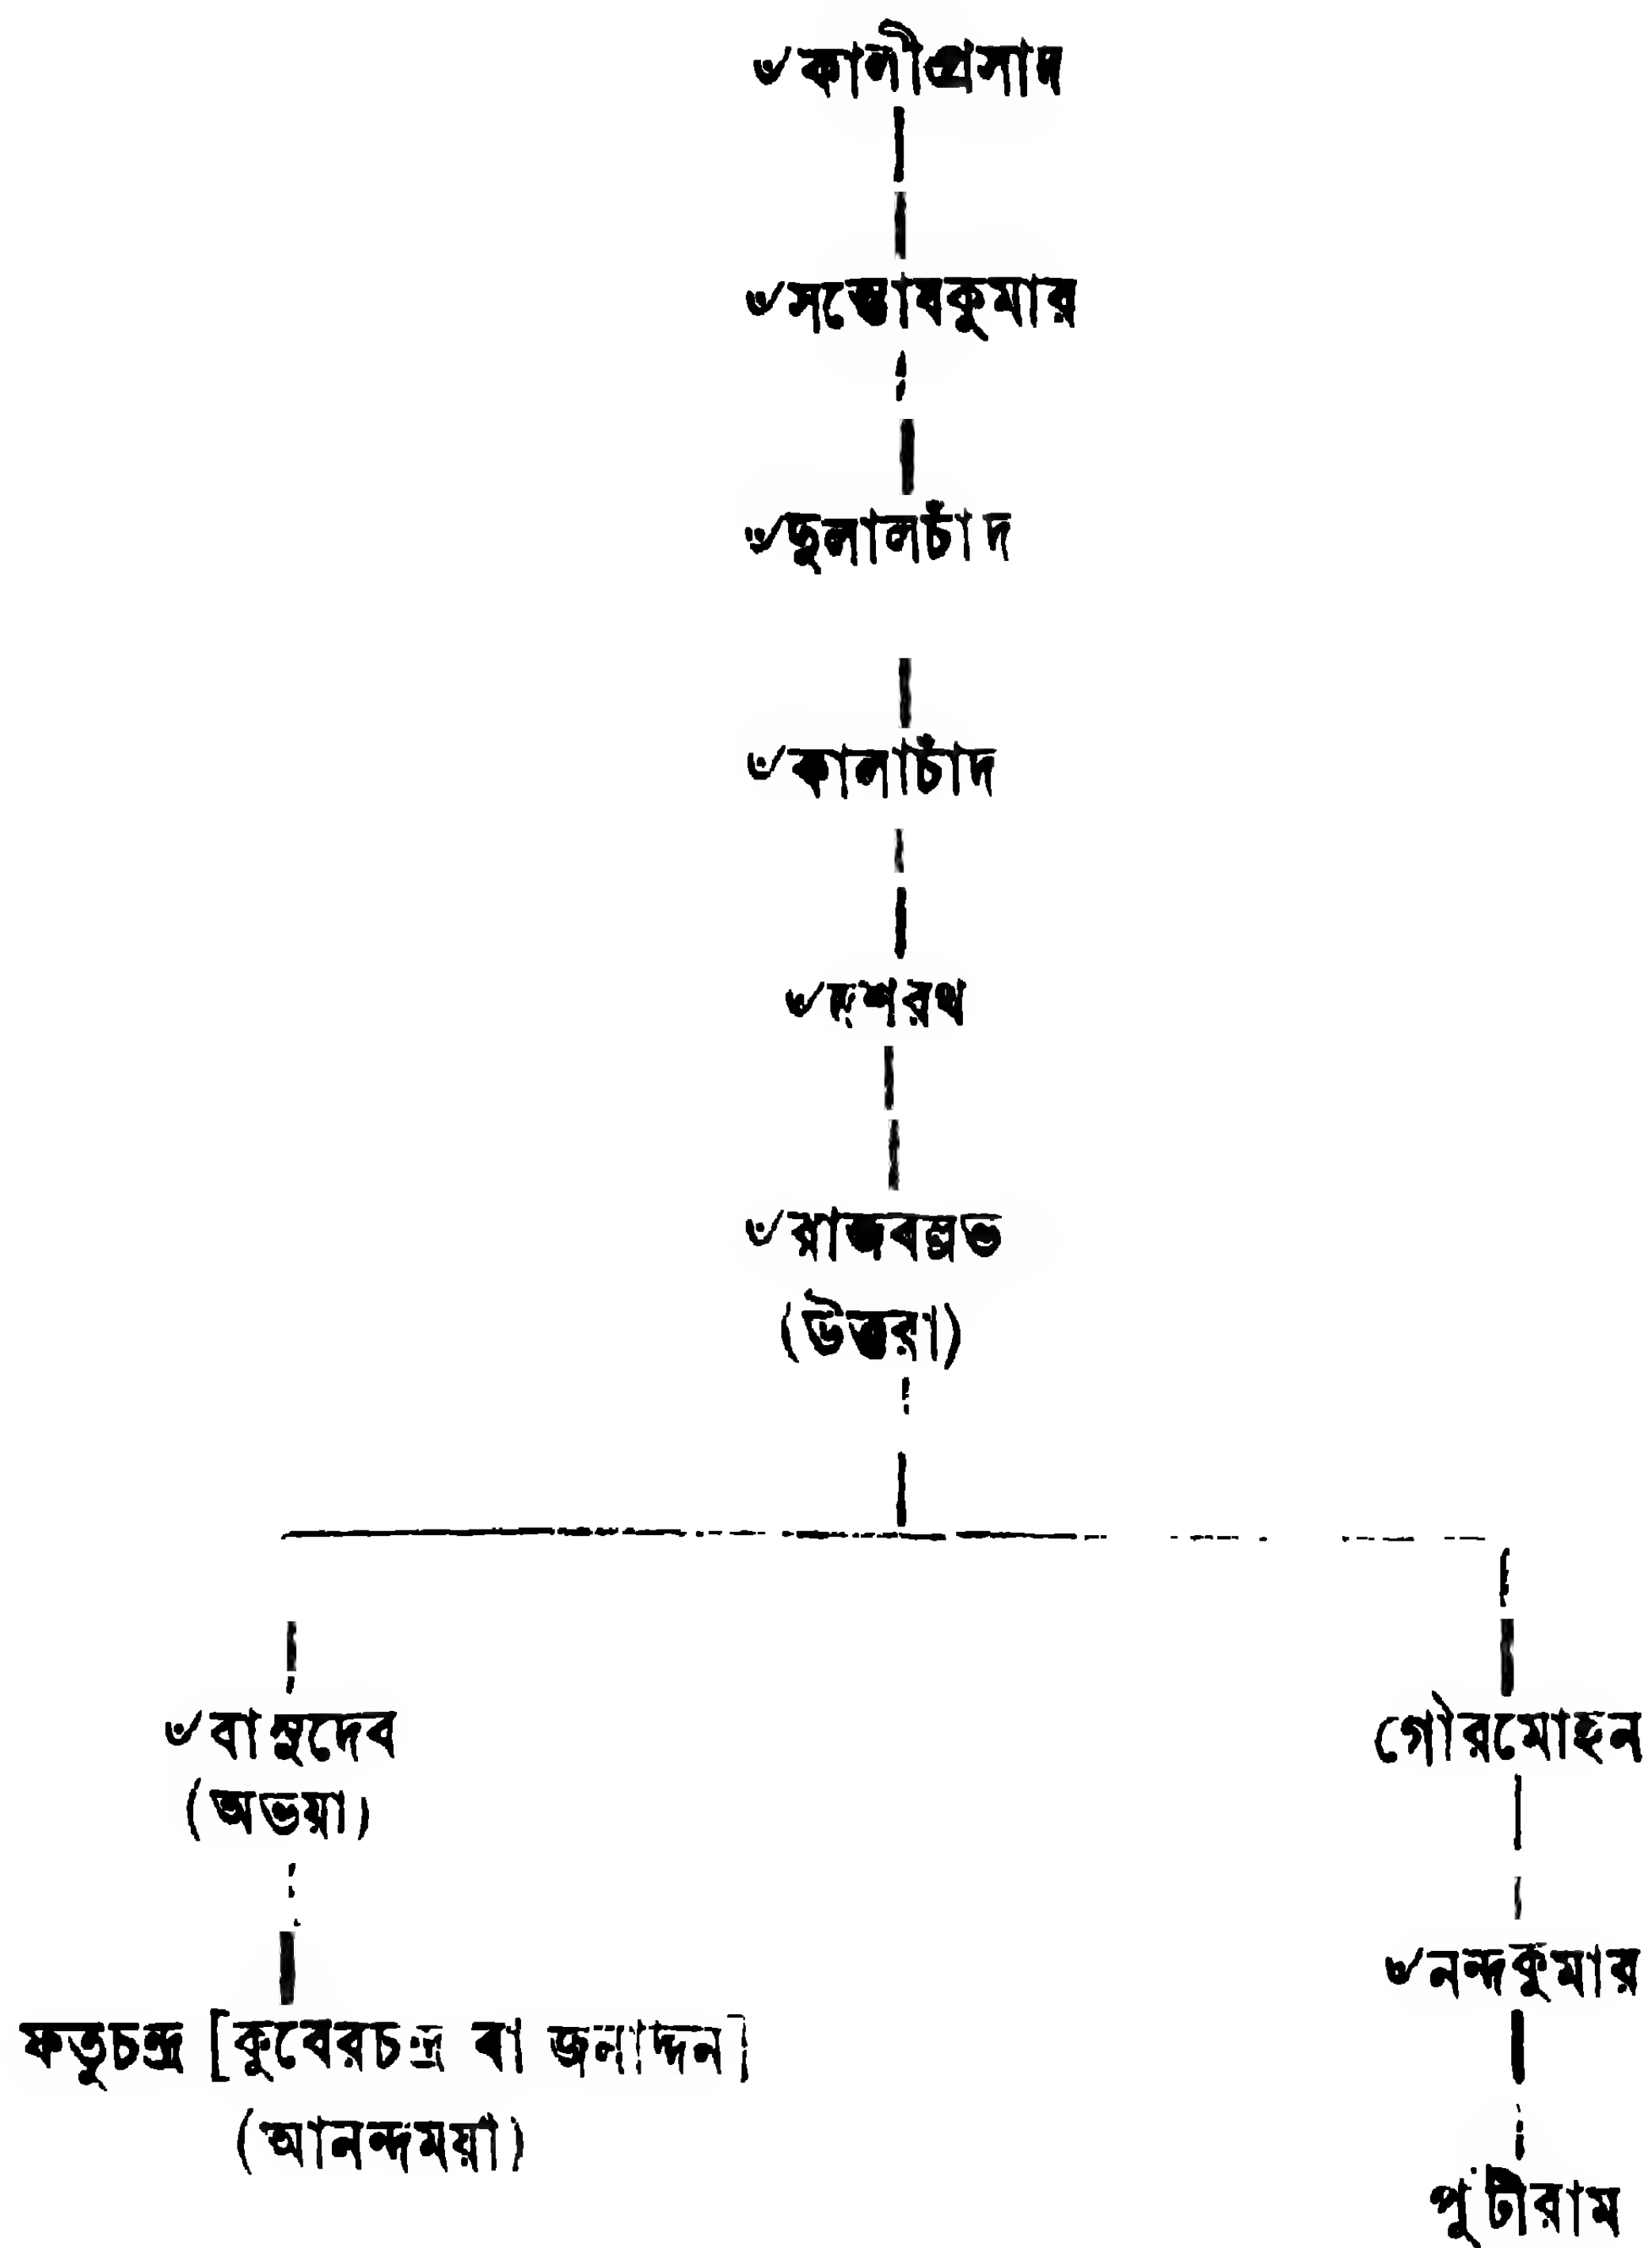 ৺কালীপ্রসাদ
৺সন্তোষকুমার
৺দুলালচাঁদ
৺কালাচাঁদ
৺দশরথ
৺রাজবল্লভ
(উত্তরা)
৺বাসুদেব
গৌরমোহন
(অভয়া)
৺নন্দকুমার
ফতুচন্দ্র [কুবেরচন্দ্র বা জনাৰ্দ্দন]
(আনন্দময়ী)
পুঁটীরাম